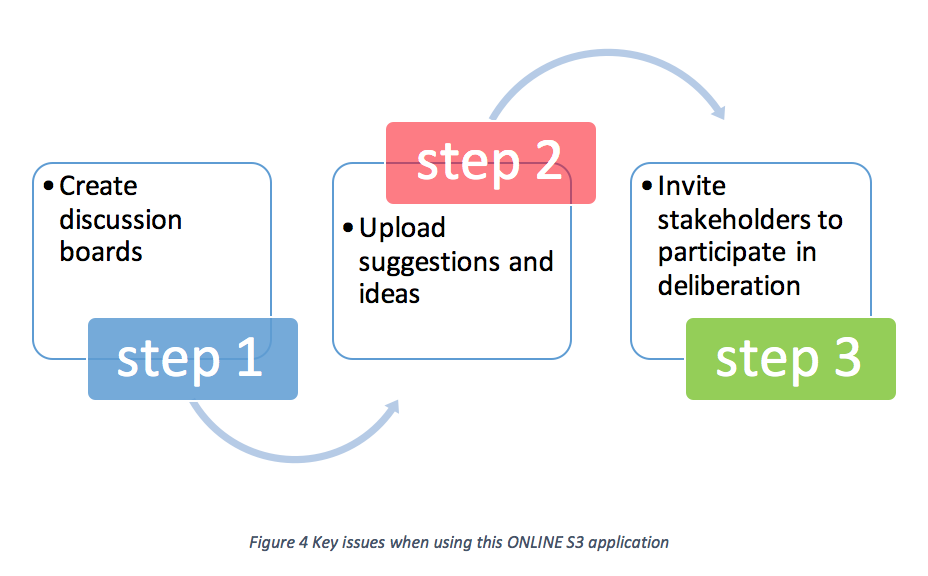 • Create
discussion
boards
step 1
step 2
• Upload
suggestions and
ideas
• Invite
stakeholders to
participate in
deliberation
step 3
Figure 4 Key issues when using this ONLINE S3 application